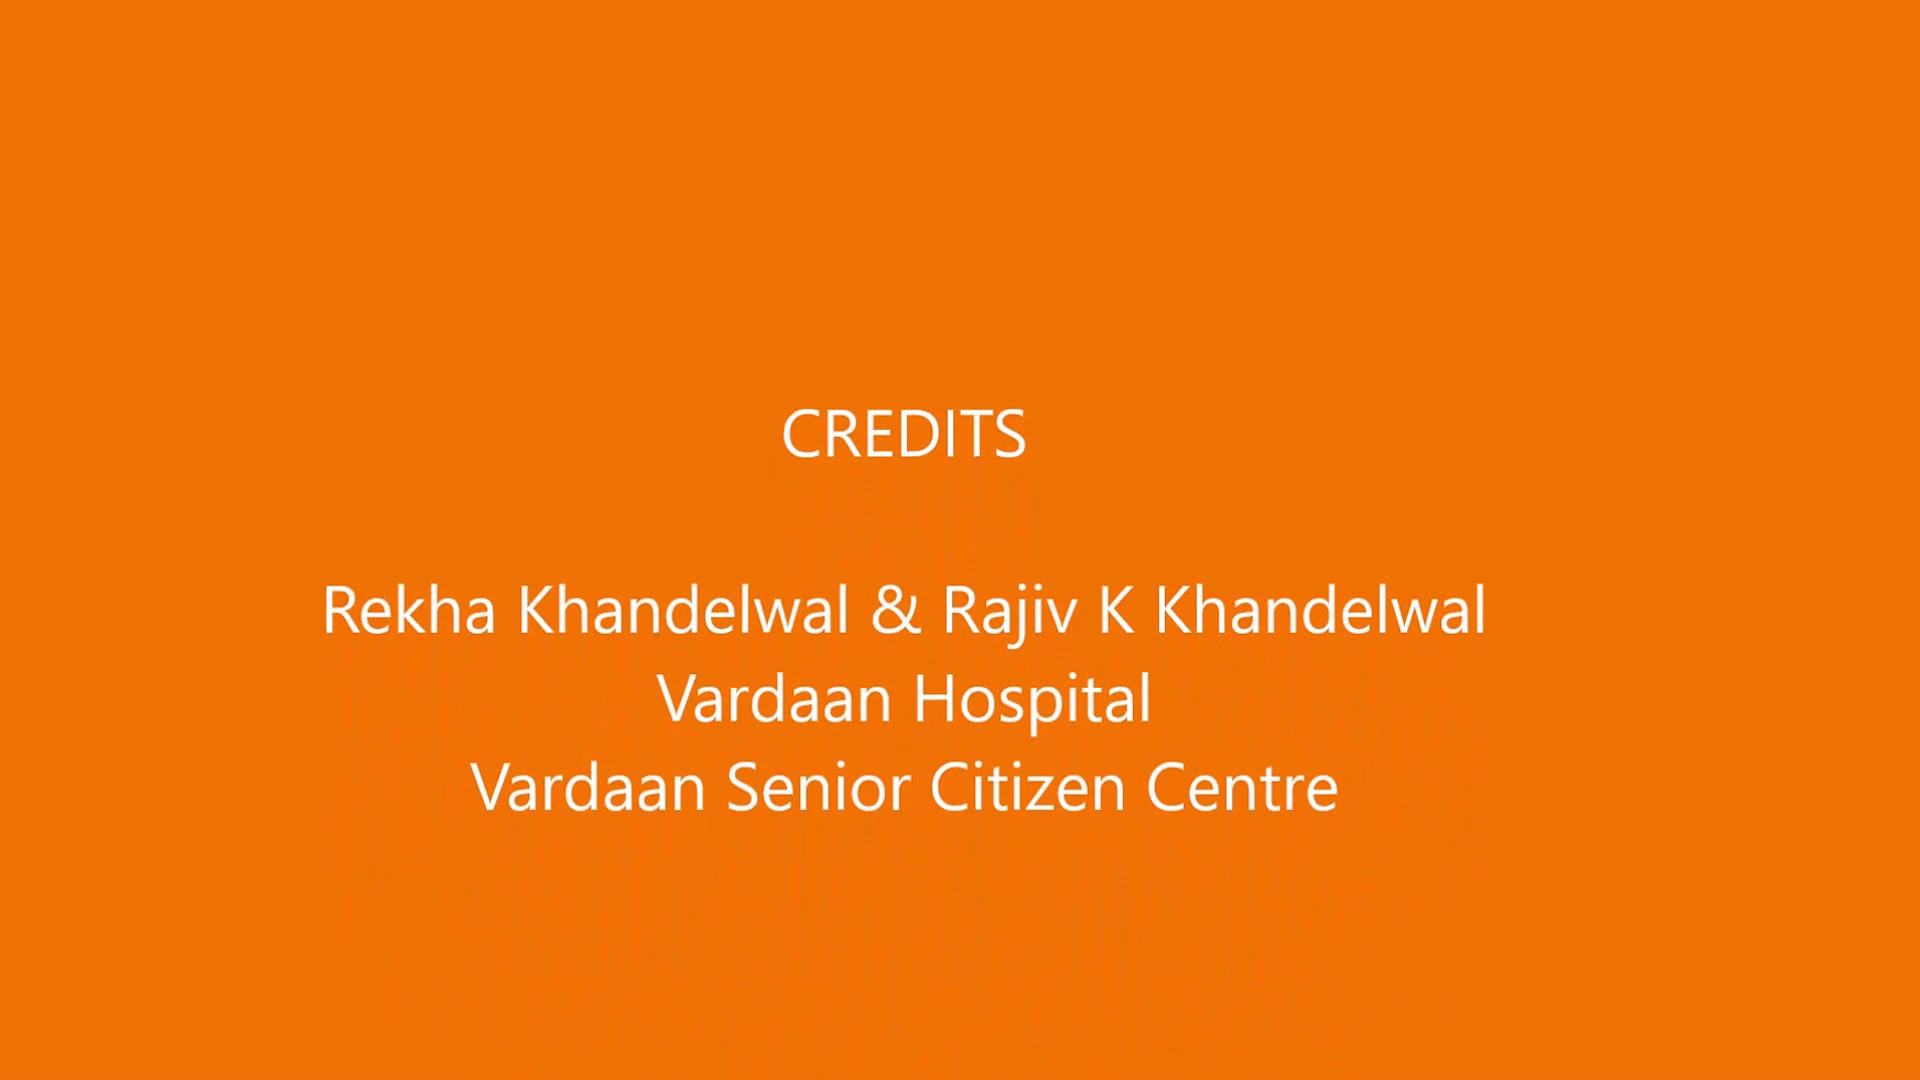 CREDITS
Rekha Khandelwal & Rajiv K Khandelwal
Vardaan Hospital
Vardaan Senior Citizen Centre